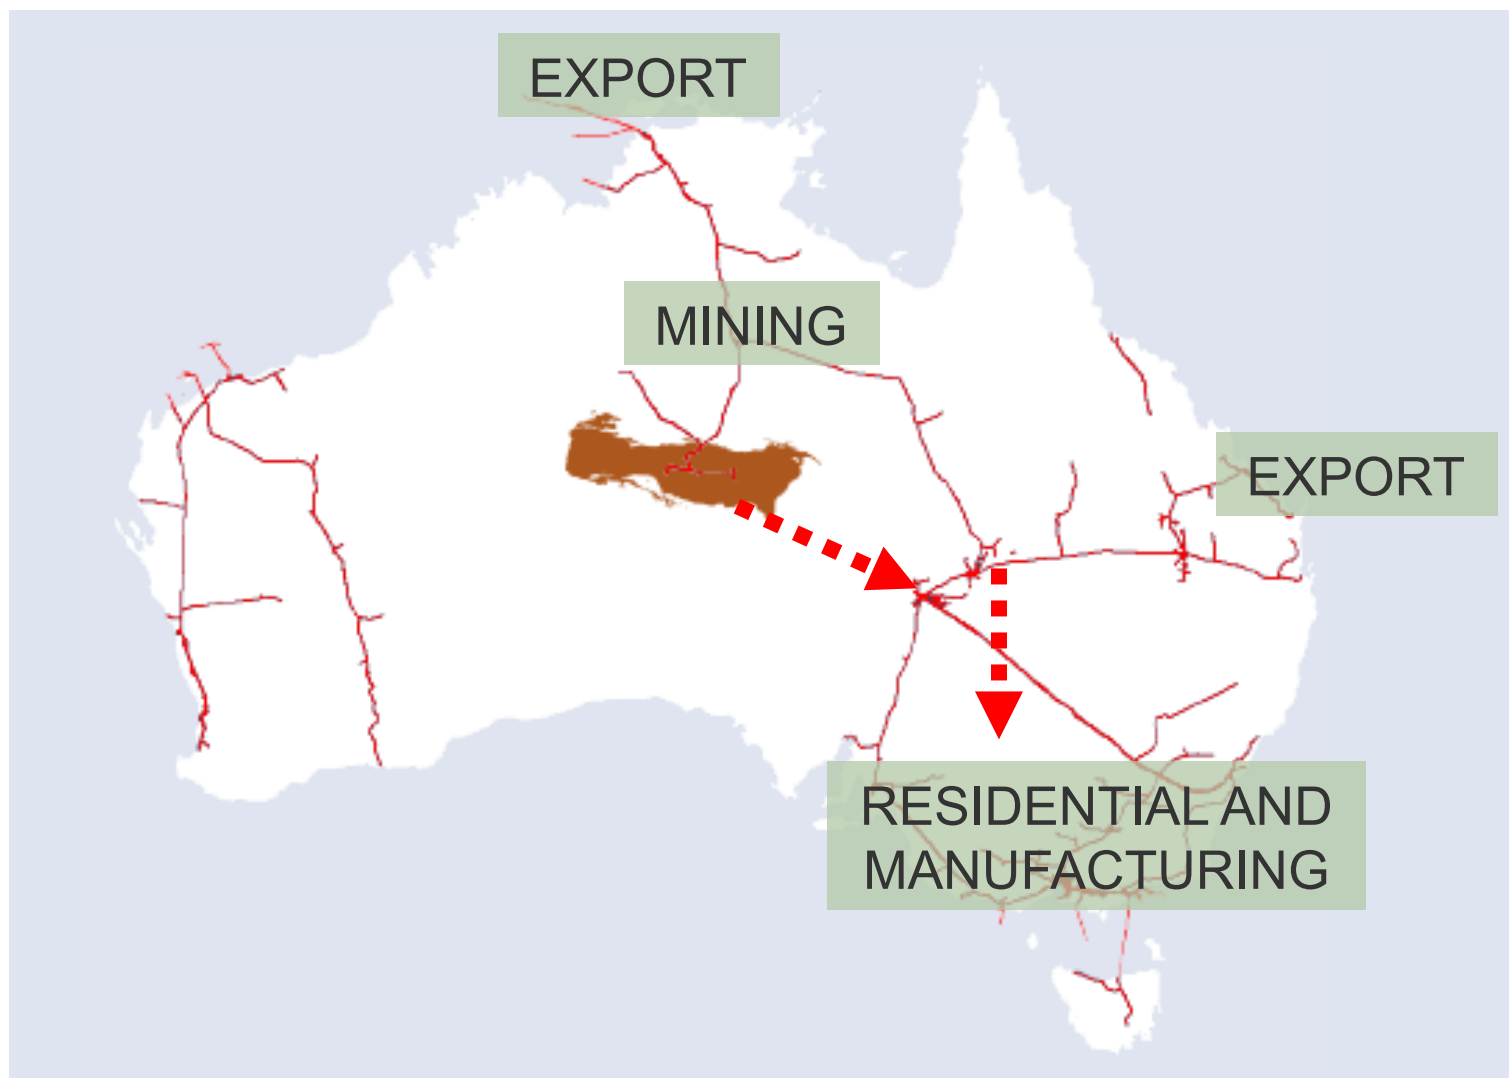 EXPORT
MINING
EXPORT
RESIDENTIAL AND
MANUFACTURING